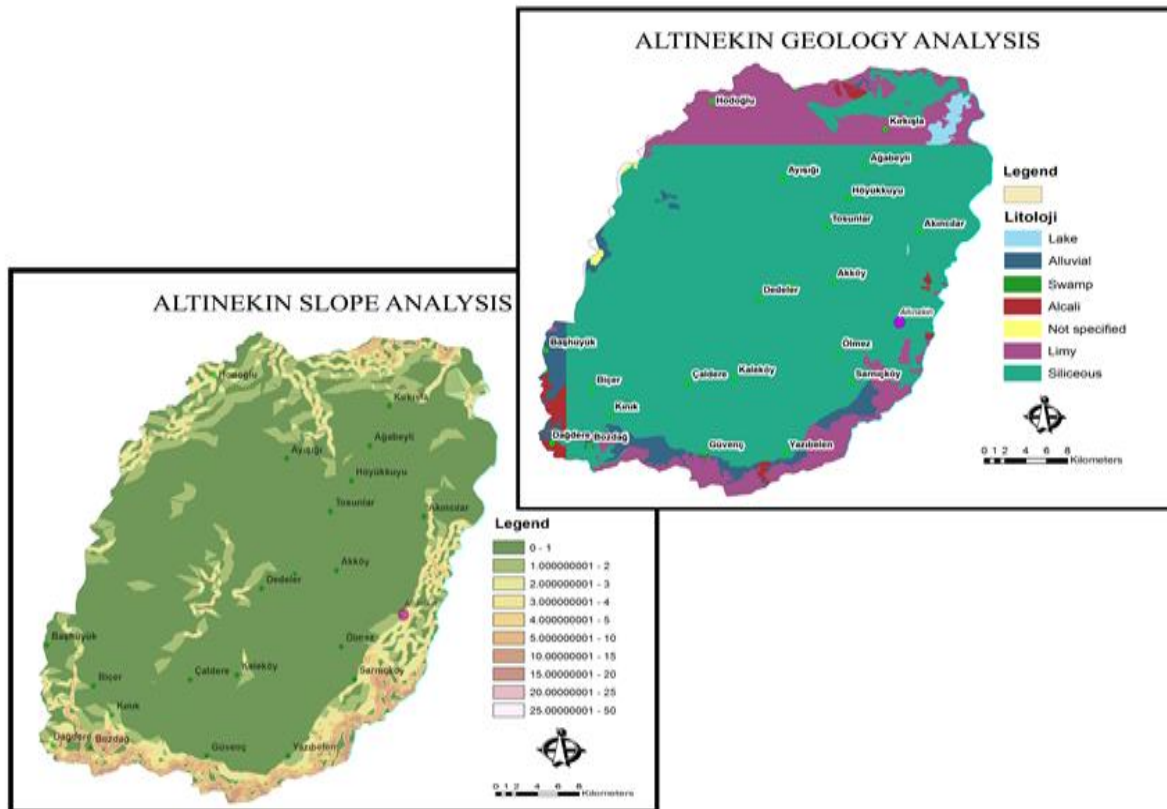 ALTINEKIN GEOLOGY ANALYSIS
Hodoğlu
Kırkışla
Ağabeyli
Ayışığı
Höyükkuyu
Tosunlar
Akıncılar
Akköy
Dedeler
Altınekin
Ölmez
Başhüyük
Sarnıçköy
Çaldere
Kaleköy
Biçer
Kınık
Dağdere
Bozdağ
Güvenç
Yazıbelen
Legend
Litoloji
Lake
Alluvial
Swamp
Alcali
Not specified
Limy
Siliceous
0 1 2 4 6 8
Kilometers
ALTINEKIN SLOPE ANALYSIS
Hodoğlu
Kırkışla
Ağabeyli
Ayışığı
Höyükkuyu
Tosunlar
Akıncılar
Akköy
Dedeler
Başhüyük
Ölmez
Çaldere
Kaleköy
Sarnıçköy
Biçer
Kınık
Dağdere
Bozdağ
Güvenç
Yazıbelen
Legend
0 - 1
1.000000001 - 2
2.000000001 - 3
3.000000001 - 4
4.000000001 - 5
5.000000001 - 10
10.00000001 - 15
15.00000001 - 20
20.00000001 - 25
25.00000001 - 50
0 1 2 4 6 8
Kilometers